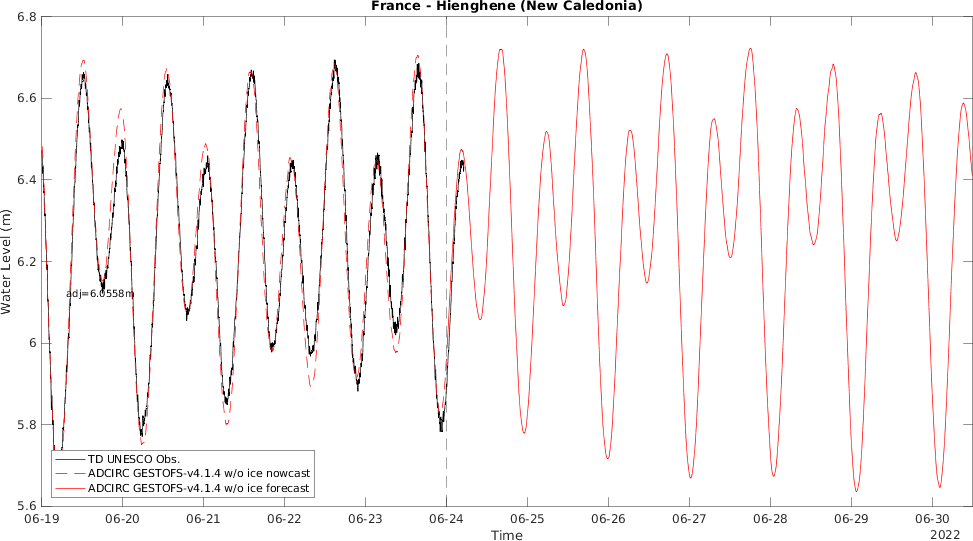 France - Hienghene (New Caledonia)
6.8
6.6
6.4
6.2
6
5.8
5.6
Water Level (m)
adj=6.0558m
TD UNESCO Obs.
ADCIRC GESTOFS-v4.1.4 w/o ice nowcast
ADCIRC GESTOFS-v4.1.4 w/o ice forecast
06-19 06-20 06-21 06-22 06-23 06-24 06-25 06-26 06-27 06-28 06-29 06-30
2022
Time